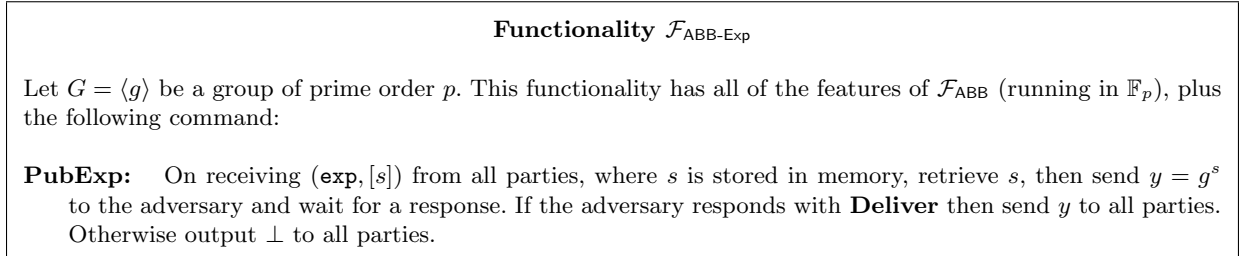 Functionality F_ABB-Exp
Let G = ⟨g⟩ be a group of prime order p. This functionality has all of the features of F_ABB (running in 𝔽_p), plus
the following command:
PubExp: On receiving (exp, [s]) from all parties, where s is stored in memory, retrieve s, then send y = g^s
to the adversary and wait for a response. If the adversary responds with Deliver then send y to all parties.
Otherwise output ⊥ to all parties.